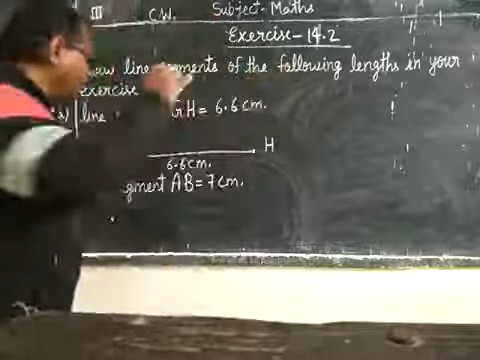 III C.W. Subject-Maths
Exercise-14.2
line segments of the following lengths in your
exercise
line GH = 6.6 cm.
H
6.6cm.
AB = 7cm.